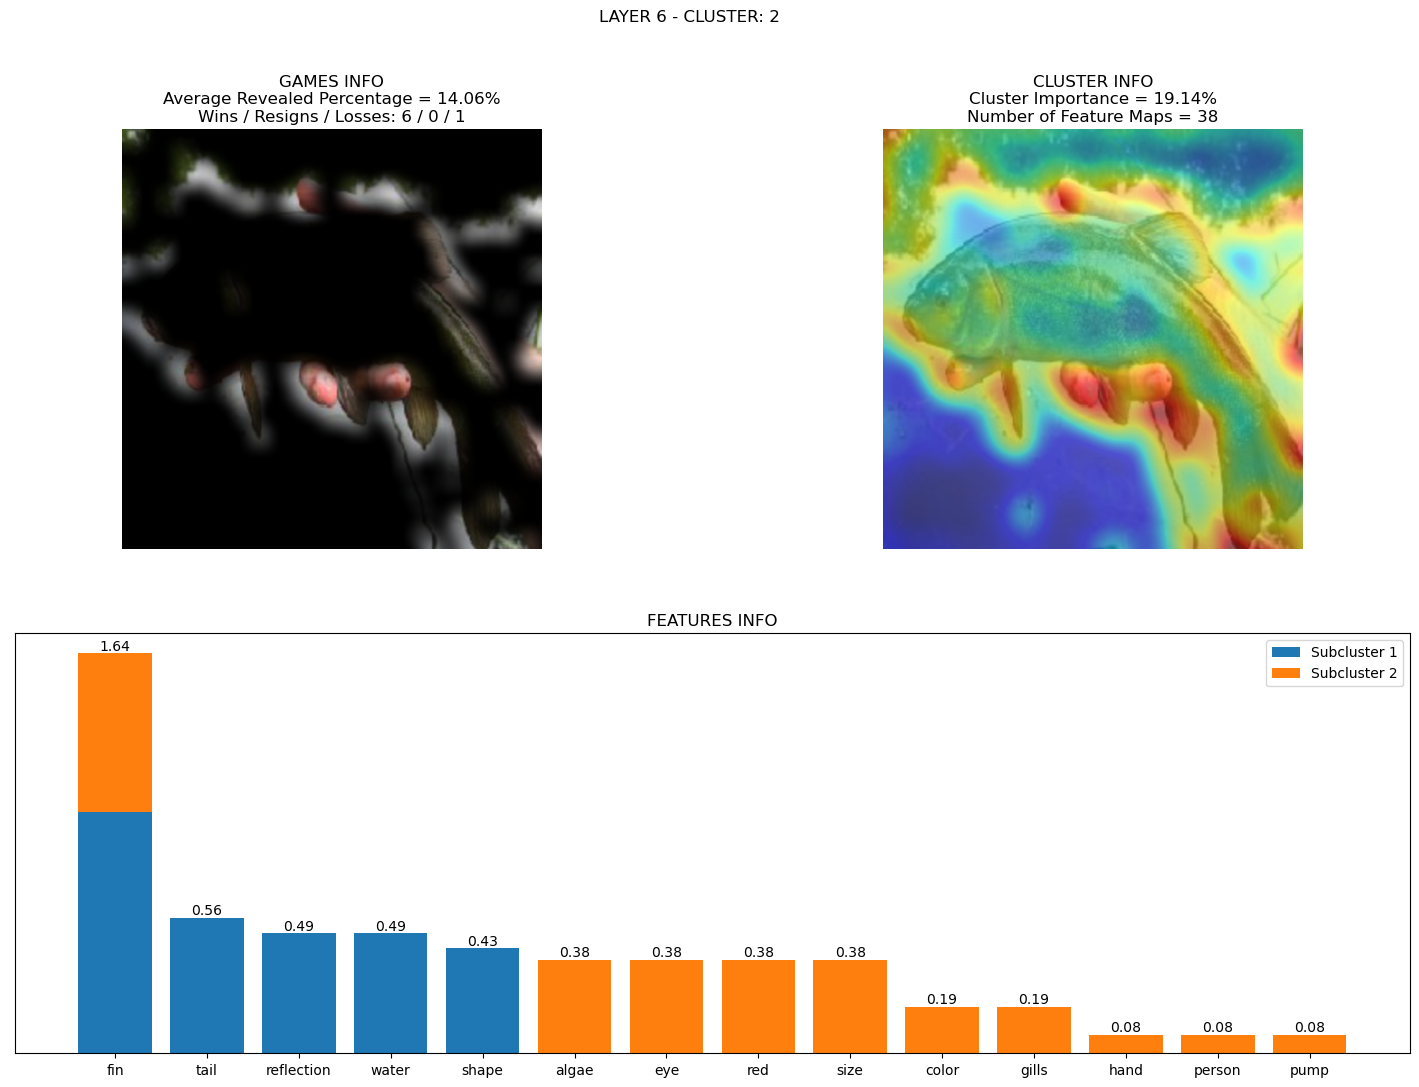 LAYER 6 - CLUSTER: 2
GAMES INFO
Average Revealed Percentage = 14.06%
Wins / Resigns / Losses: 6 / 0 / 1
CLUSTER INFO
Cluster Importance = 19.14%
Number of Feature Maps = 38
FEATURES INFO
Subcluster 1
Subcluster 2
1.64
0.56
0.49
0.49
0.43
0.38
0.38
0.38
0.38
0.19
0.19
0.08
0.08
0.08
fin
tail
reflection
water
shape
algae
eye
red
size
color
gills
hand
person
pump